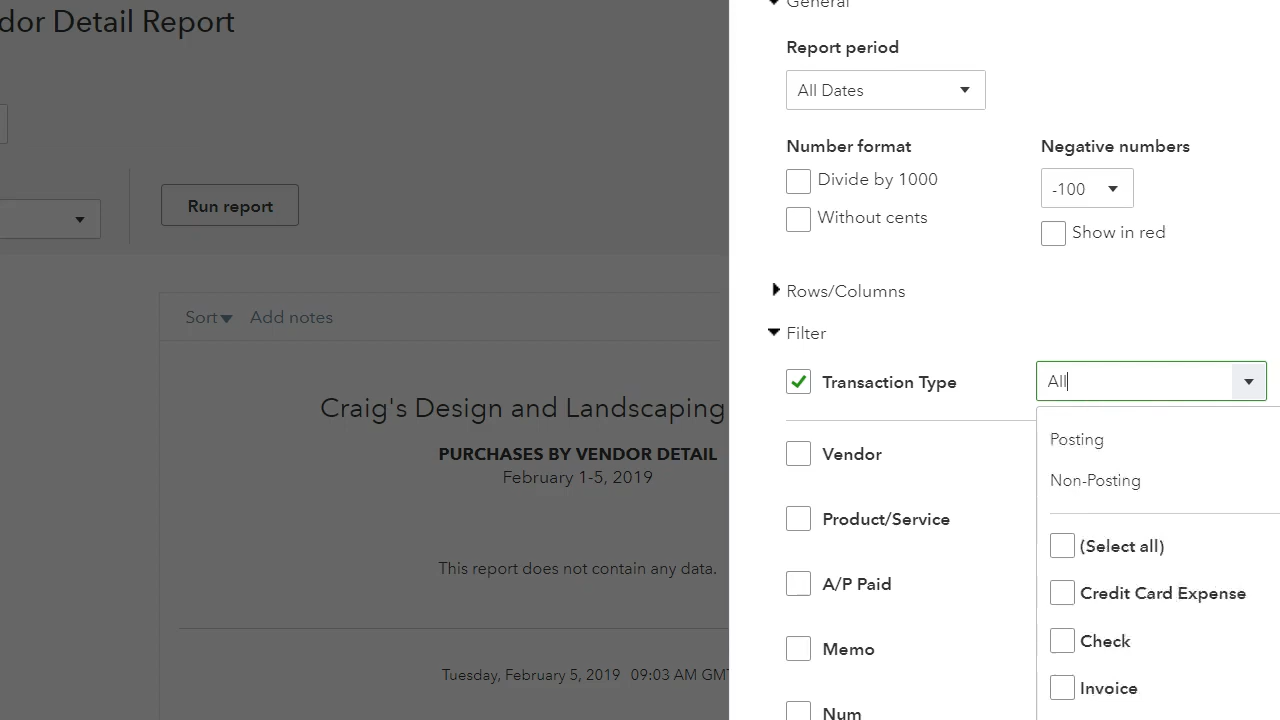 dor Detail Report
General
Report period
All Dates
Number format
Negative numbers
Divide by 1000
-100
Without cents
Show in red
Run report
Rows/Columns
Sort Add notes
Filter
Transaction Type
All
Craig's Design and Landscaping
Posting
PURCHASES BY VENDOR DETAIL
Vendor
February 1-5, 2019
Non-Posting
Product/Service
(Select all)
This report does not contain any data.
A/P Paid
Credit Card Expense
Memo
Check
Tuesday, February 5, 2019 09:03 AM GMT
Invoice
Num